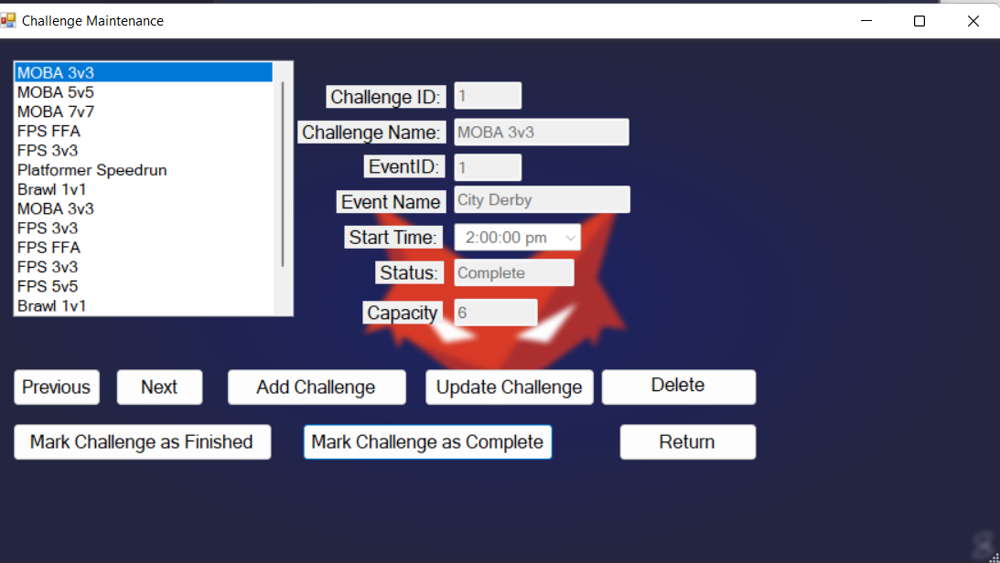 Challenge Maintenance
MOBA 3v3
MOBA 5v5
MOBA 7v7
FPS FFA
FPS 3v3
Platformer Speedrun
Brawl 1v1
MOBA 3v3
FPS 3v3
FPS FFA
FPS 3v3
FPS 5v5
Brawl 1v1
Challenge ID: 1
Challenge Name: MOBA 3v3
EventID: 1
Event Name City Derby
Start Time: 2:00:00 pm
Status: Complete
Capacity 6
Previous Next Add Challenge Update Challenge Delete
Mark Challenge as Finished Mark Challenge as Complete Return